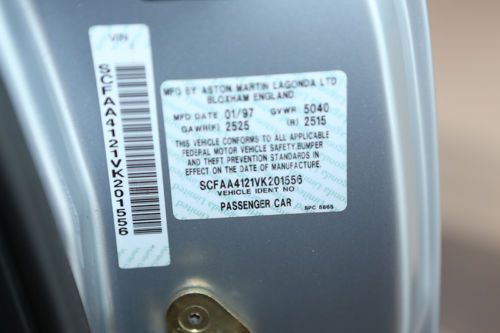 VIN
SCFAA4121VK201556
MFD BY ASTON MARTIN LAGONDA LTD
BLOXHAM ENGLAND
MFD DATE 01/97 GVWR 5040
GAWR(F) 2525 (R) 2515
THIS VEHICLE CONFORMS TO ALL APPLICABLE
FEDERAL MOTOR VEHICLE SAFETY,BUMPER
AND THEFT PREVENTION STANDARDS IN
EFFECT ON THE DATE OF MANUFACTURE.
SCFAA4121VK201556
VEHICLE IDENT NO
PASSENGER CAR